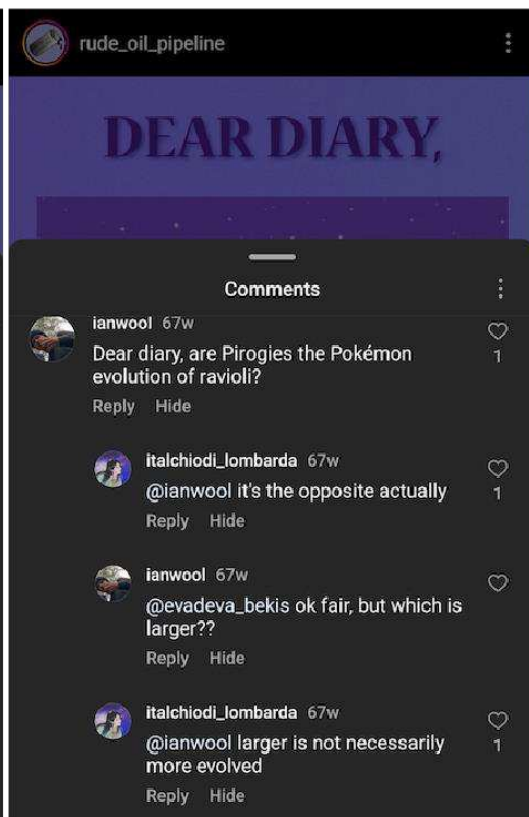 rude_oil_pipeline
DEAR DIARY,
Comments
ianwool 67w
Dear diary, are Pirogies the Pokémon
evolution of ravioli?
1
Reply Hide
italchiodi_lombarda 67w
@ianwool it's the opposite actually
1
Reply Hide
ianwool 67w
@evadeva_bekis ok fair, but which is
larger??
Reply Hide
italchiodi_lombarda 67w
@ianwool larger is not necessarily
more evolved
1
Reply Hide